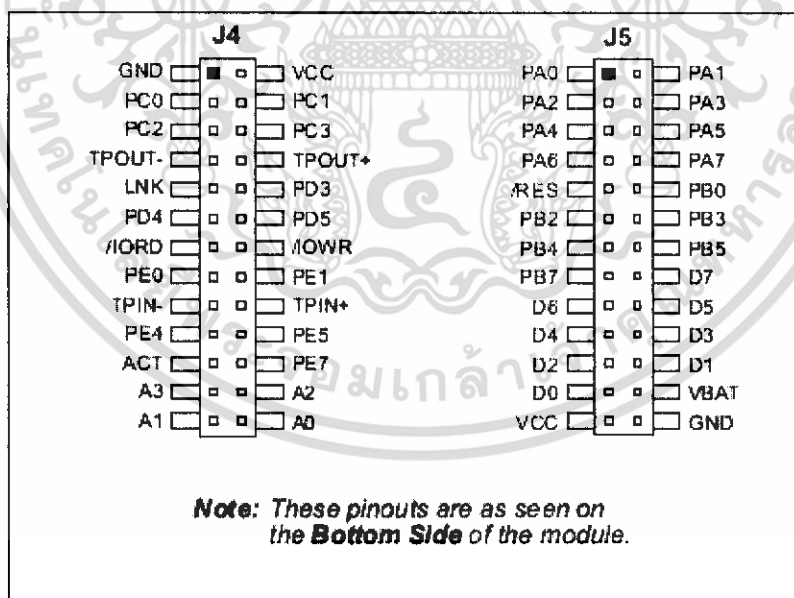 J4 J5
GND VCC PA0 PA1
PC0 PC1 PA2 PA3
PC2 PC3 PA4 PA5
TPOUT- TPOUT+ PA6 PA7
LNK PD3 /RES PB0
PD4 PD5 PB2 PB3
/IORD /IOWR PB4 PB5
PE0 PE1 PB7 D7
TPIN- TPIN+ D6 D5
PE4 PE5 D4 D3
ACT PE7 D2 D1
A3 A2 D0 VBAT
A1 A0 VCC GND
Note: These pinouts are as seen on
the Bottom Side of the module.